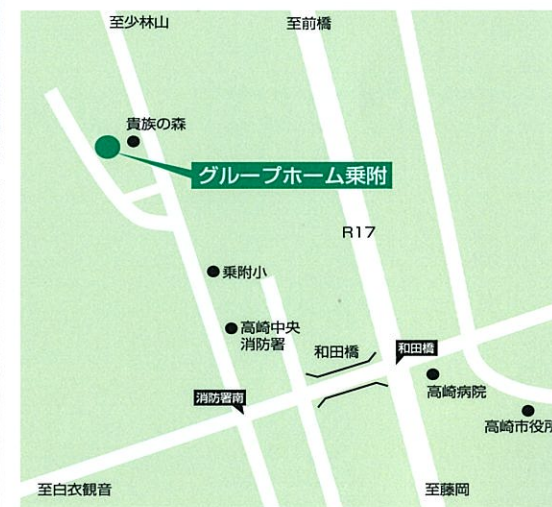 至少林山
至前橋
貴族の森
グループホーム乗附
R17
乗附小
高崎中央
消防署
和田橋
和田橋
高崎病院
消防署南
高崎市役所
至白衣観音
至藤岡